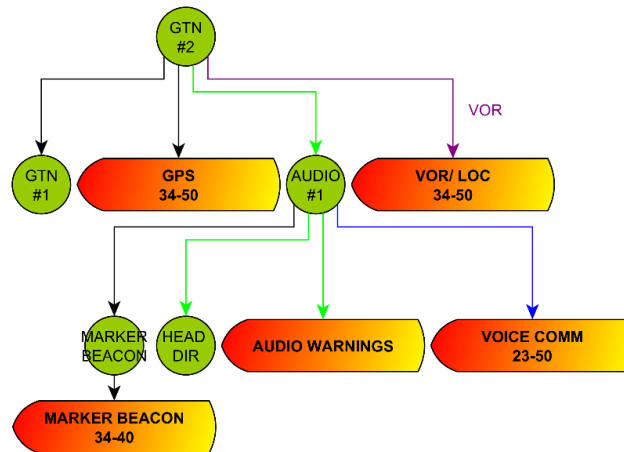 GTN
#2
VOR
GTN
#1
GPS
34-50
AUDIO
#1
VOR/ LOC
34-50
MARKER
BEACON
HEAD
DIR
AUDIO WARNINGS
VOICE COMM
23-50
MARKER BEACON
34-40